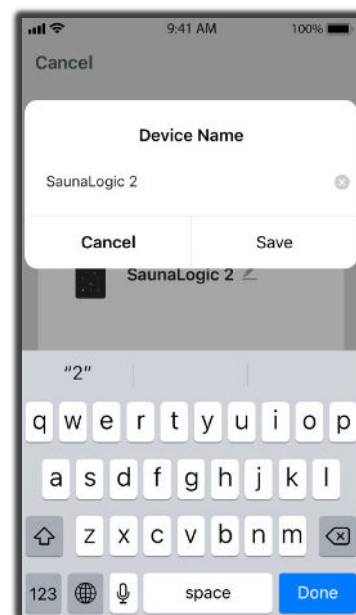 9:41 AM 100%
Cancel
Device Name
SaunaLogic 2
Cancel Save
SaunaLogic 2
"2"
q w e r t y u i o p
a s d f g h j k l
z x c v b n m
123 space Done